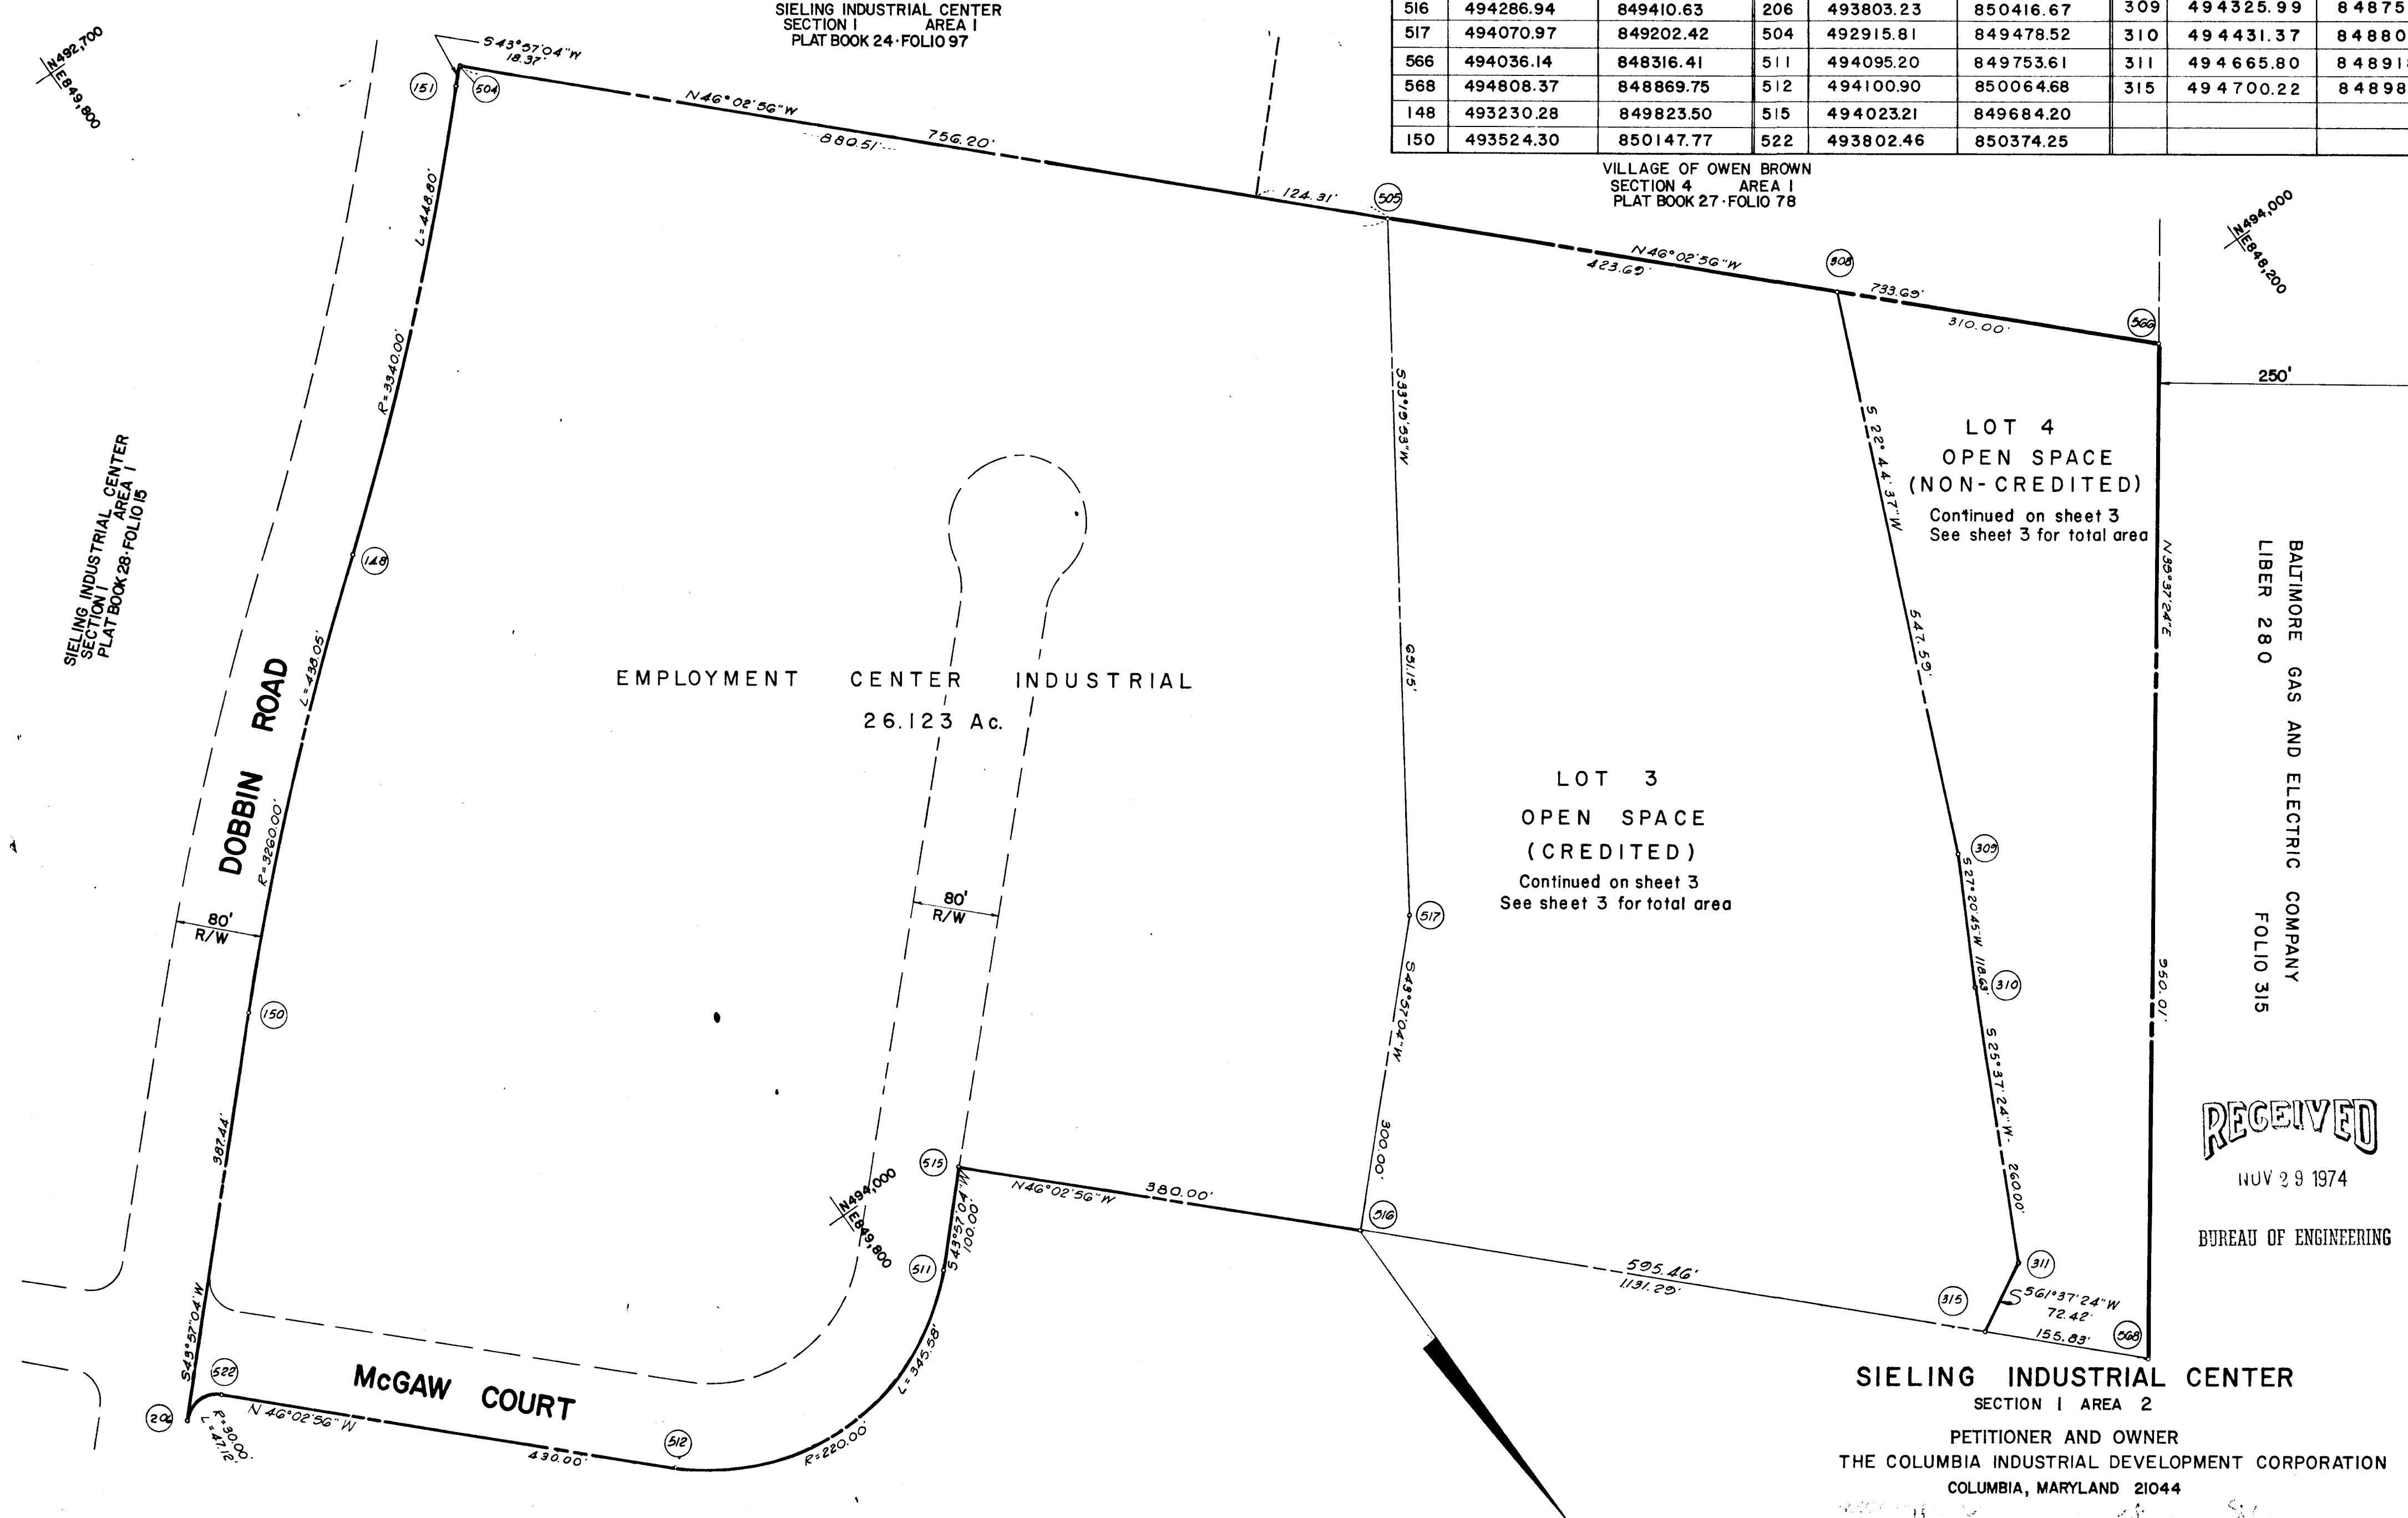 SIELING INDUSTRIAL CENTER
SECTION 1 AREA 1
PLAT BOOK 24·FOLIO 97
516 494286.94 849410.63 206 493803.23 850416.67 309 494325.99 84875
517 494070.97 849202.42 504 492915.81 849478.52 310 494431.37 84880
566 494036.14 848316.41 511 494095.20 849753.61 311 494665.80 84891
568 494808.37 848869.75 512 494100.90 850064.68 315 494700.22 84898
148 493230.28 849823.50 515 494023.21 849684.20
150 493524.30 850147.77 522 493802.46 850374.25
VILLAGE OF OWEN BROWN
SECTION 4 AREA 1
PLAT BOOK 27·FOLIO 78
N492,700
E849,800
S43°57'04"W
18.37'
151
504
N46°02'56"W
756.20'
880.51'
124.31'
505
N46°02'56"W
423.69'
508
733.69'
310.00'
566
N494,000
E848,200
250'
L=448.80'
R=3340.00'
148
SIELING INDUSTRIAL CENTER
SECTION 1 AREA 1
PLAT BOOK 28·FOLIO 15
L=438.05'
DOBBIN ROAD
R=3260.00'
80'
R/W
150
387.44'
S43°57'04"W
EMPLOYMENT CENTER INDUSTRIAL
26.123 Ac.
80'
R/W
S33°19'53"W
651.15'
517
S43°57'04"W
300.00'
LOT 3
OPEN SPACE
(CREDITED)
Continued on sheet 3
See sheet 3 for total area
LOT 4
OPEN SPACE
(NON-CREDITED)
Continued on sheet 3
See sheet 3 for total area
S 22° 44' 37"W
547.59'
309
S 27°20'45"W 118.63'
310
S 25°37'24"W
260.00'
311
S61°37'24"W
72.42'
315
155.83'
568
950.01'
BALTIMORE GAS AND ELECTRIC COMPANY
LIBER 280 FOLIO 315
RECEIVED
NOV 29 1974
BUREAU OF ENGINEERING
515
N46°02'56"W
380.00'
516
595.46'
1131.29'
S43°57'04"W
100.00'
N494,000
E849,800
511
L=345.58'
R=220.00'
512
McGAW COURT
522
206
R=30.00'
L=47.12'
N 46°02'56"W
430.00'
SIELING INDUSTRIAL CENTER
SECTION 1 AREA 2
PETITIONER AND OWNER
THE COLUMBIA INDUSTRIAL DEVELOPMENT CORPORATION
COLUMBIA, MARYLAND 21044